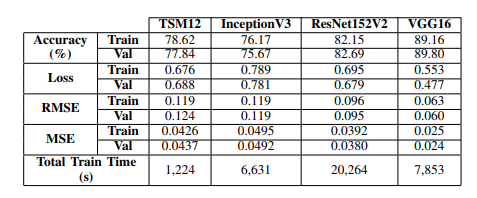 TSM12 InceptionV3 ResNet152V2 VGG16
Accuracy (%) Train 78.62 76.17 82.15 89.16
Val 77.84 75.67 82.69 89.80
Loss Train 0.676 0.789 0.695 0.553
Val 0.688 0.781 0.679 0.477
RMSE Train 0.119 0.119 0.096 0.063
Val 0.124 0.119 0.095 0.060
MSE Train 0.0426 0.0495 0.0392 0.025
Val 0.0437 0.0492 0.0380 0.024
Total Train Time (s) 1,224 6,631 20,264 7,853